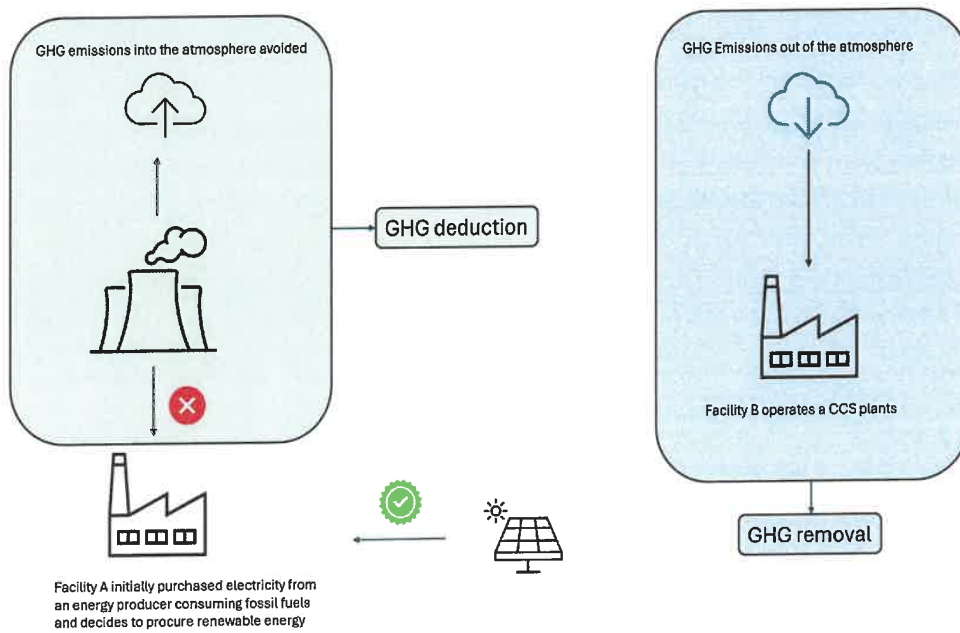 GHG emissions into the atmosphere avoided
GHG deduction
Facility A initially purchased electricity from
an energy producer consuming fossil fuels
and decides to procure renewable energy
GHG Emissions out of the atmosphere
Facility B operates a CCS plants
GHG removal